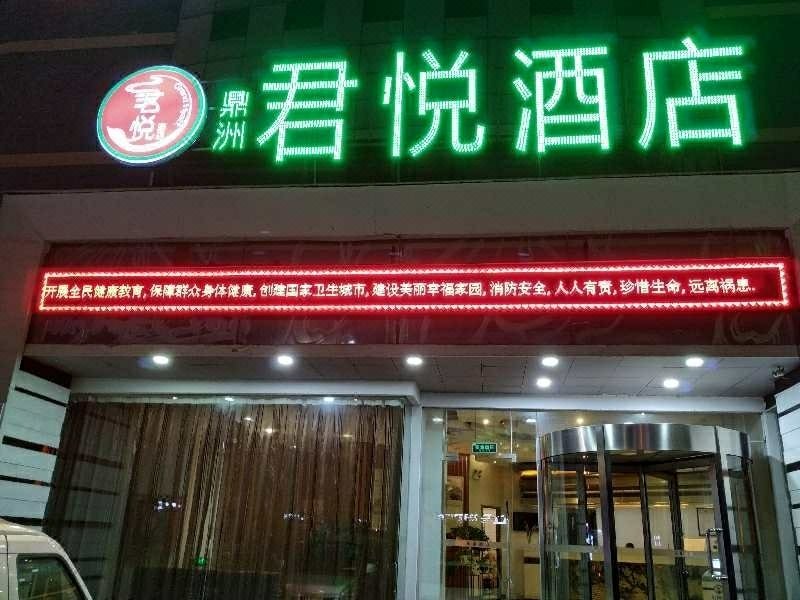 君悦
鼎洲
君悦酒店
开展全民健康教育,保障群众身体健康,创建国家卫生城市,建设美丽幸福家园,消防安全,人人有责,珍惜生命,远离祸患.